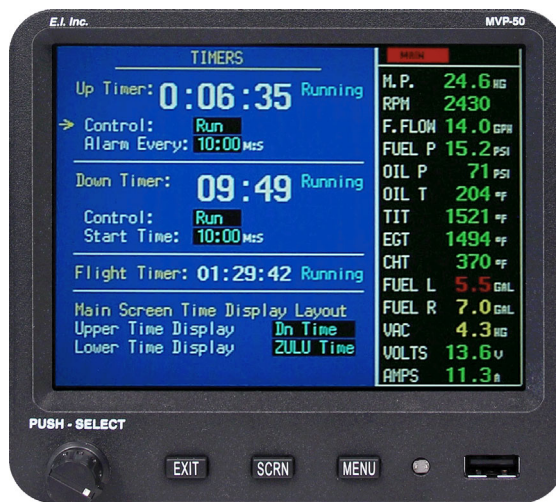 E.I. Inc.
MVP-50
TIMERS
Up Timer: 0:06:35 Running
Control: Run
Alarm Every: 10:00 M:S
Down Timer: 09:49 Running
Control: Run
Start Time: 10:00 M:S
Flight Timer: 01:29:42 Running
Main Screen Time Display Layout
Upper Time Display Dn Time
Lower Time Display ZULU Time
MAIN
M.P. 24.6 HG
RPM 2430
F.FLOW 14.0 GPH
FUEL P 15.2 PSI
OIL P 71 PSI
OIL T 204 °F
TIT 1521 °F
EGT 1494 °F
CHT 370 °F
FUEL L 5.5 GAL
FUEL R 7.0 GAL
VAC 4.3 HG
VOLTS 13.6 V
AMPS 11.3 A
PUSH - SELECT
EXIT
SCRN
MENU